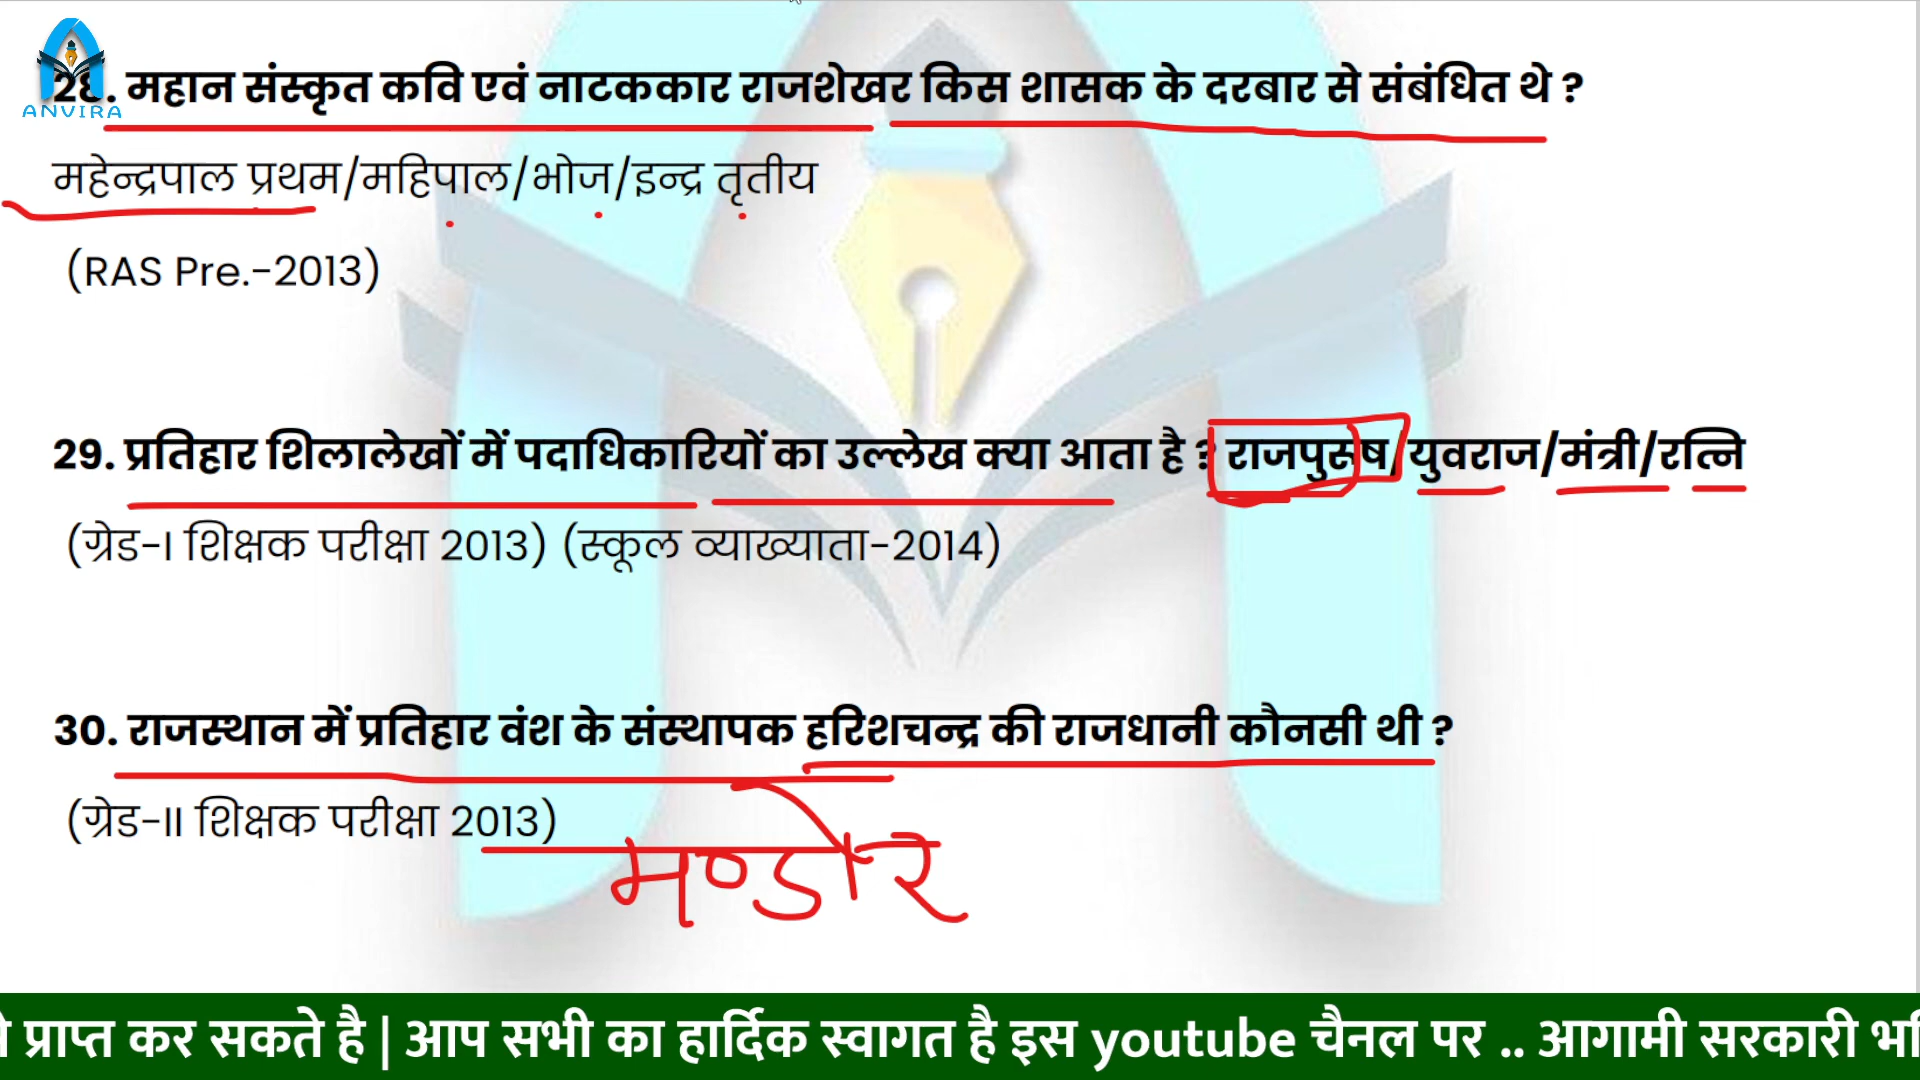 ANVIRA
28. महान संस्कृत कवि एवं नाटककार राजशेखर किस शासक के दरबार से संबंधित थे ?
महेन्द्रपाल प्रथम/महिपाल/भोज/इन्द्र तृतीय
(RAS Pre.-2013)
29. प्रतिहार शिलालेखों में पदाधिकारियों का उल्लेख क्या आता है ? राजपुरुष/युवराज/मंत्री/रत्नि
(ग्रेड-I शिक्षक परीक्षा 2013) (स्कूल व्याख्याता-2014)
30. राजस्थान में प्रतिहार वंश के संस्थापक हरिशचन्द्र की राजधानी कौनसी थी ?
(ग्रेड-II शिक्षक परीक्षा 2013)
मण्डोर
प्राप्त कर सकते है | आप सभी का हार्दिक स्वागत है इस youtube चैनल पर .. आगामी सरकारी